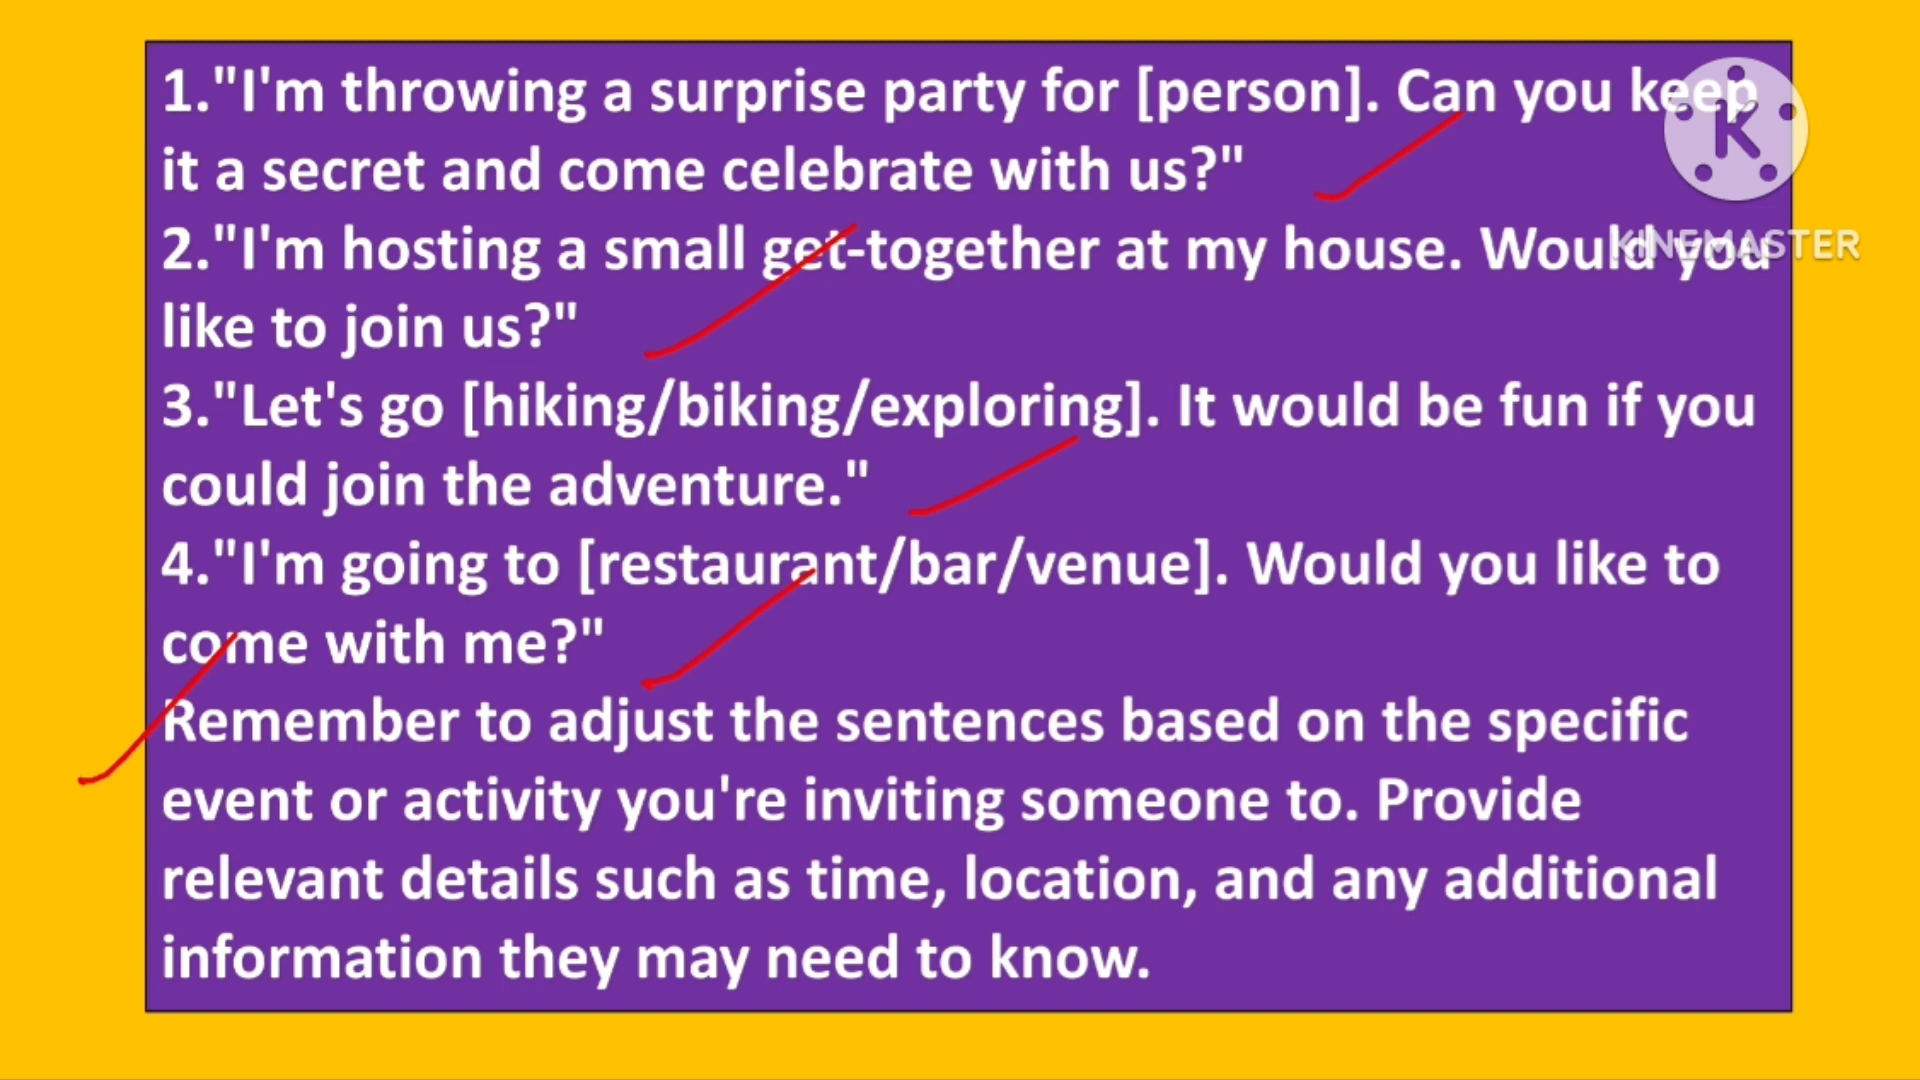 1."I'm throwing a surprise party for [person]. Can you keep
it a secret and come celebrate with us?"
2."I'm hosting a small get-together at my house. Would you
like to join us?"
3."Let's go [hiking/biking/exploring]. It would be fun if you
could join the adventure."
4."I'm going to [restaurant/bar/venue]. Would you like to
come with me?"
Remember to adjust the sentences based on the specific
event or activity you're inviting someone to. Provide
relevant details such as time, location, and any additional
information they may need to know.
K
KINEMASTER